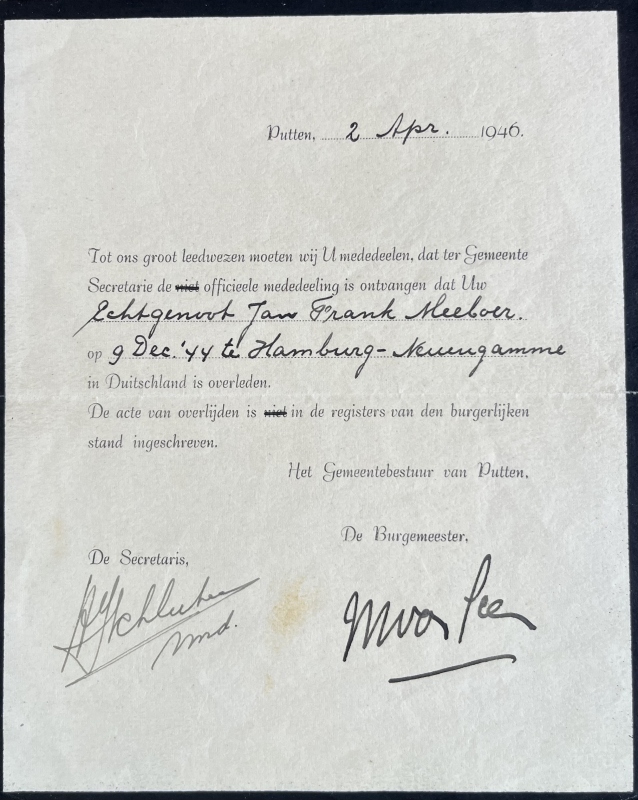 Putten, 2 Apr. 1946.
Tot ons groot leedwezen moeten wij U mededeelen, dat ter Gemeente
Secretarie de niet officieele mededeeling is ontvangen dat Uw
Echtgenoot Jan Frank Meeboer.
op 9 Dec. '44 te Hamburg-Neuengamme
in Duitschland is overleden.
De acte van overlijden is niet in de registers van den burgerlijken
stand ingeschreven.
Het Gemeentebestuur van Putten,
De Burgemeester,
De Secretaris,